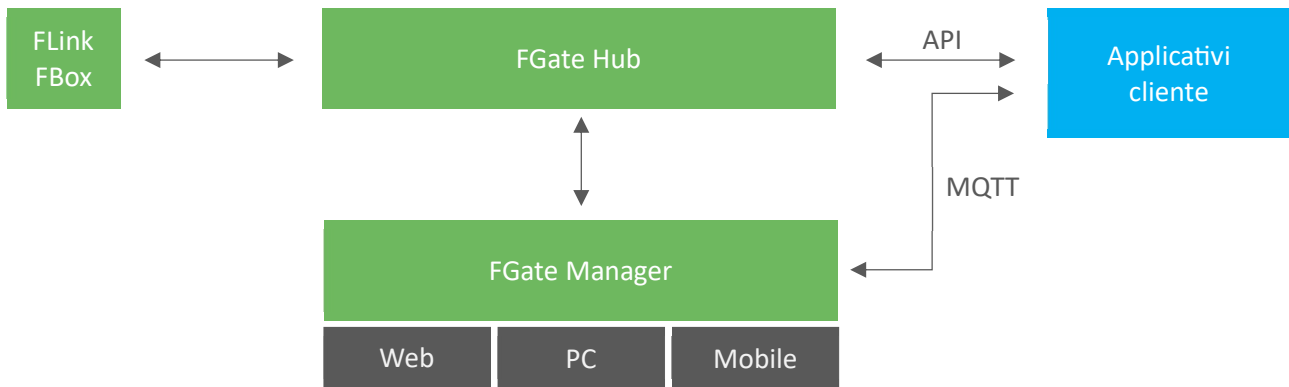 FLink
FBox
FGate Hub
API
Applicativi
cliente
MQTT
FGate Manager
Web
PC
Mobile